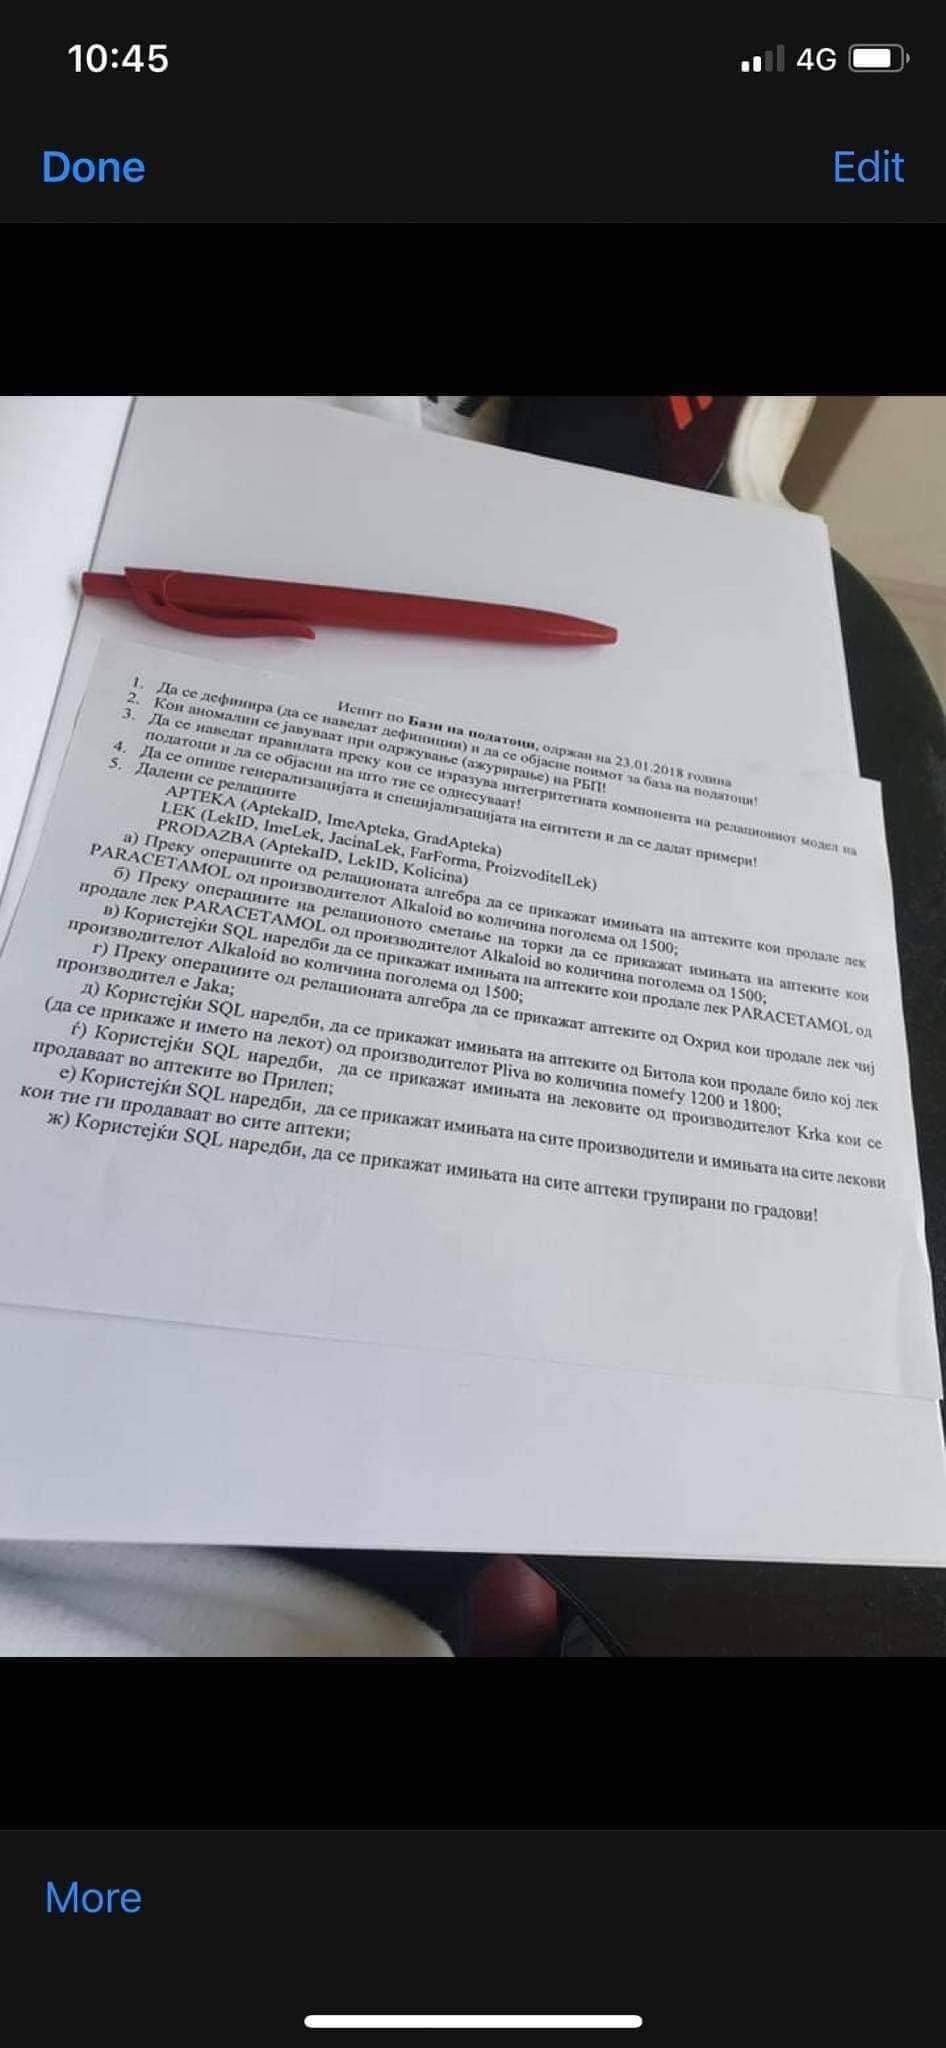 10:45
4G
Done
Edit
Испит по Бази на податоци, одржан на 23.01.2018 година
1. Да се дефинира (да се наведат дефиниции) и да се објасне поимот за база на податоци!
2. Кои аномалии се јавуваат при одржување (ажурирање) на РБП!
3. Да се наведат правилата преку кои се изразува интегритетната компонента на релациониот модел на
податоци и да се објасни на што тие се однесуваат!
4. Да се опише генерализацијата и специјализацијата на ентитети и да се дадат примери!
5. Дадени се релациите
APTEKA (AptekaID, ImeApteka, GradApteka)
LEK (LekID, ImeLek, JacinaLek, FarForma, ProizvoditelLek)
PRODAZBA (AptekaID, LekID, Kolicina)
а) Преку операциите од релационата алгебра да се прикажат имињата на аптеките кои продале лек
PARACETAMOL од производителот Alkaloid во количина поголема од 1500;
б) Преку операциите на релационото сметање на торки да се прикажат имињата на аптеките кои
продале лек PARACETAMOL од производителот Alkaloid во количина поголема од 1500;
в) Користејќи SQL наредби да се прикажат имињата на аптеките кои продале лек PARACETAMOL од
производителот Alkaloid во количина поголема од 1500;
г) Преку операциите од релационата алгебра да се прикажат аптеките од Охрид кои продале лек чиј
производител е Jaka;
д) Користејќи SQL наредби, да се прикажат имињата на аптеките од Битола кои продале било кој лек
(да се прикаже и името на лекот) од производителот Pliva во количина помеѓу 1200 и 1800;
ѓ) Користејќи SQL наредби, да се прикажат имињата на лековите од производителот Krka кои се
продаваат во аптеките во Прилеп;
е) Користејќи SQL наредби, да се прикажат имињата на сите производители и имињата на сите лекови
кои тие ги продаваат во сите аптеки;
ж) Користејќи SQL наредби, да се прикажат имињата на сите аптеки групирани по градови!
More